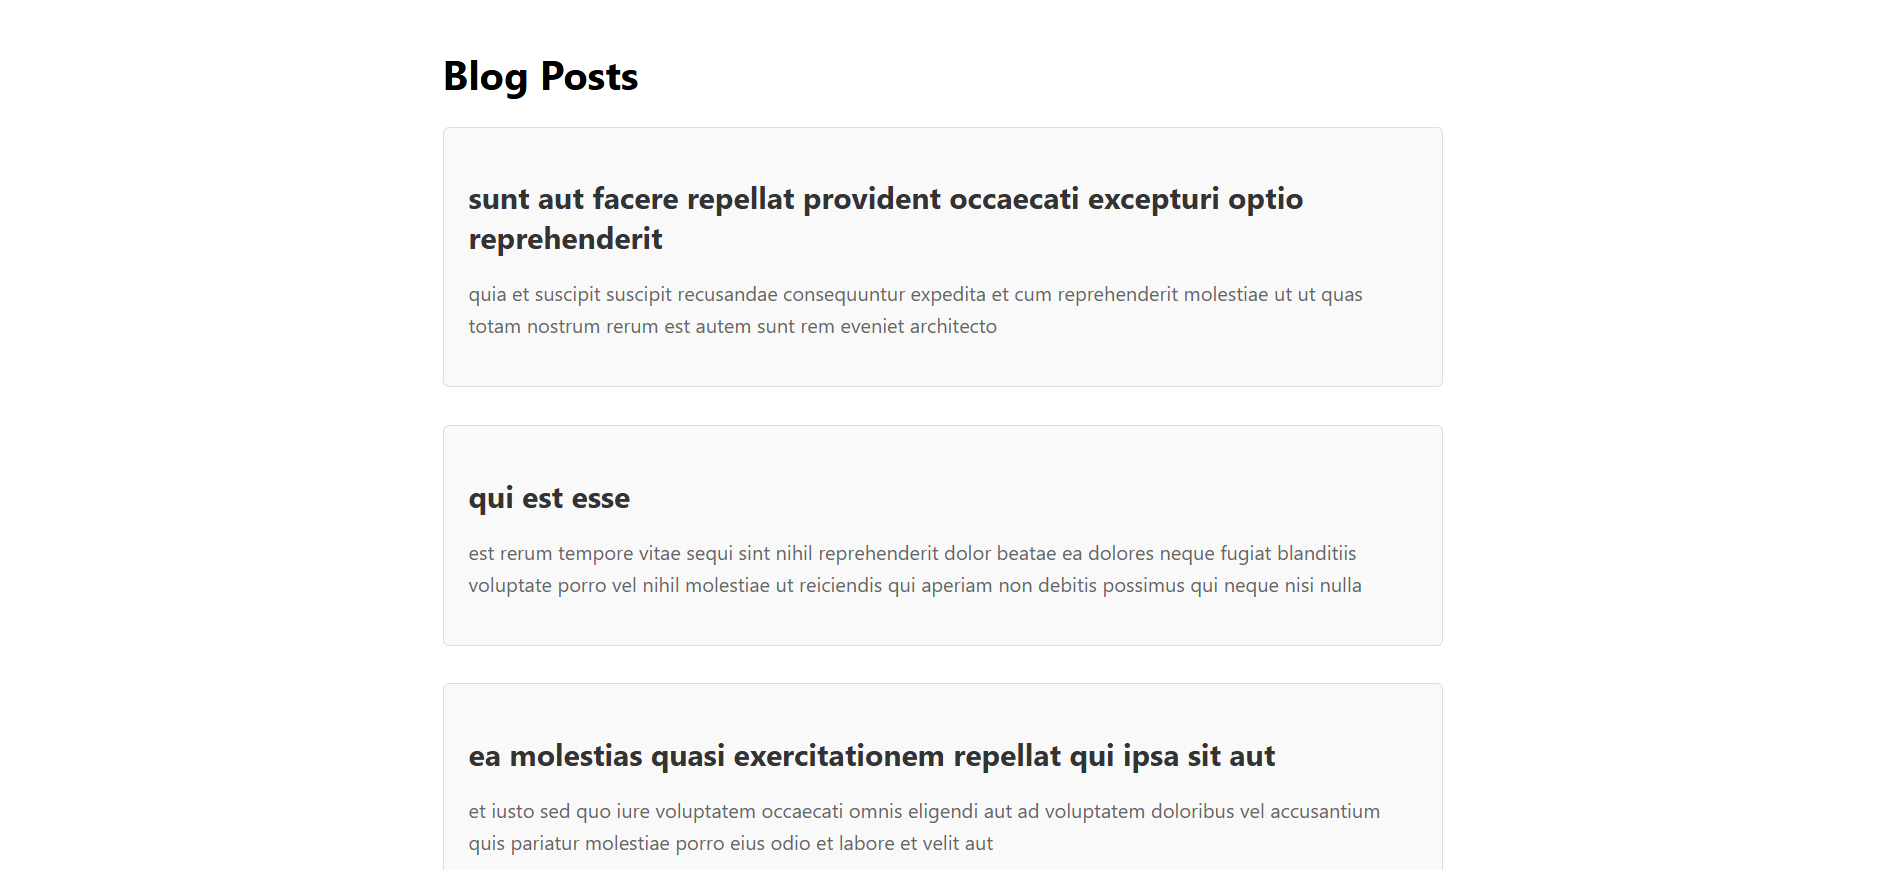 Blog Posts
sunt aut facere repellat provident occaecati excepturi optio
reprehenderit
quia et suscipit suscipit recusandae consequuntur expedita et cum reprehenderit molestiae ut ut quas
totam nostrum rerum est autem sunt rem eveniet architecto
qui est esse
est rerum tempore vitae sequi sint nihil reprehenderit dolor beatae ea dolores neque fugiat blanditiis
voluptate porro vel nihil molestiae ut reiciendis qui aperiam non debitis possimus qui neque nisi nulla
ea molestias quasi exercitationem repellat qui ipsa sit aut
et iusto sed quo iure voluptatem occaecati omnis eligendi aut ad voluptatem doloribus vel accusantium
quis pariatur molestiae porro eius odio et labore et velit aut